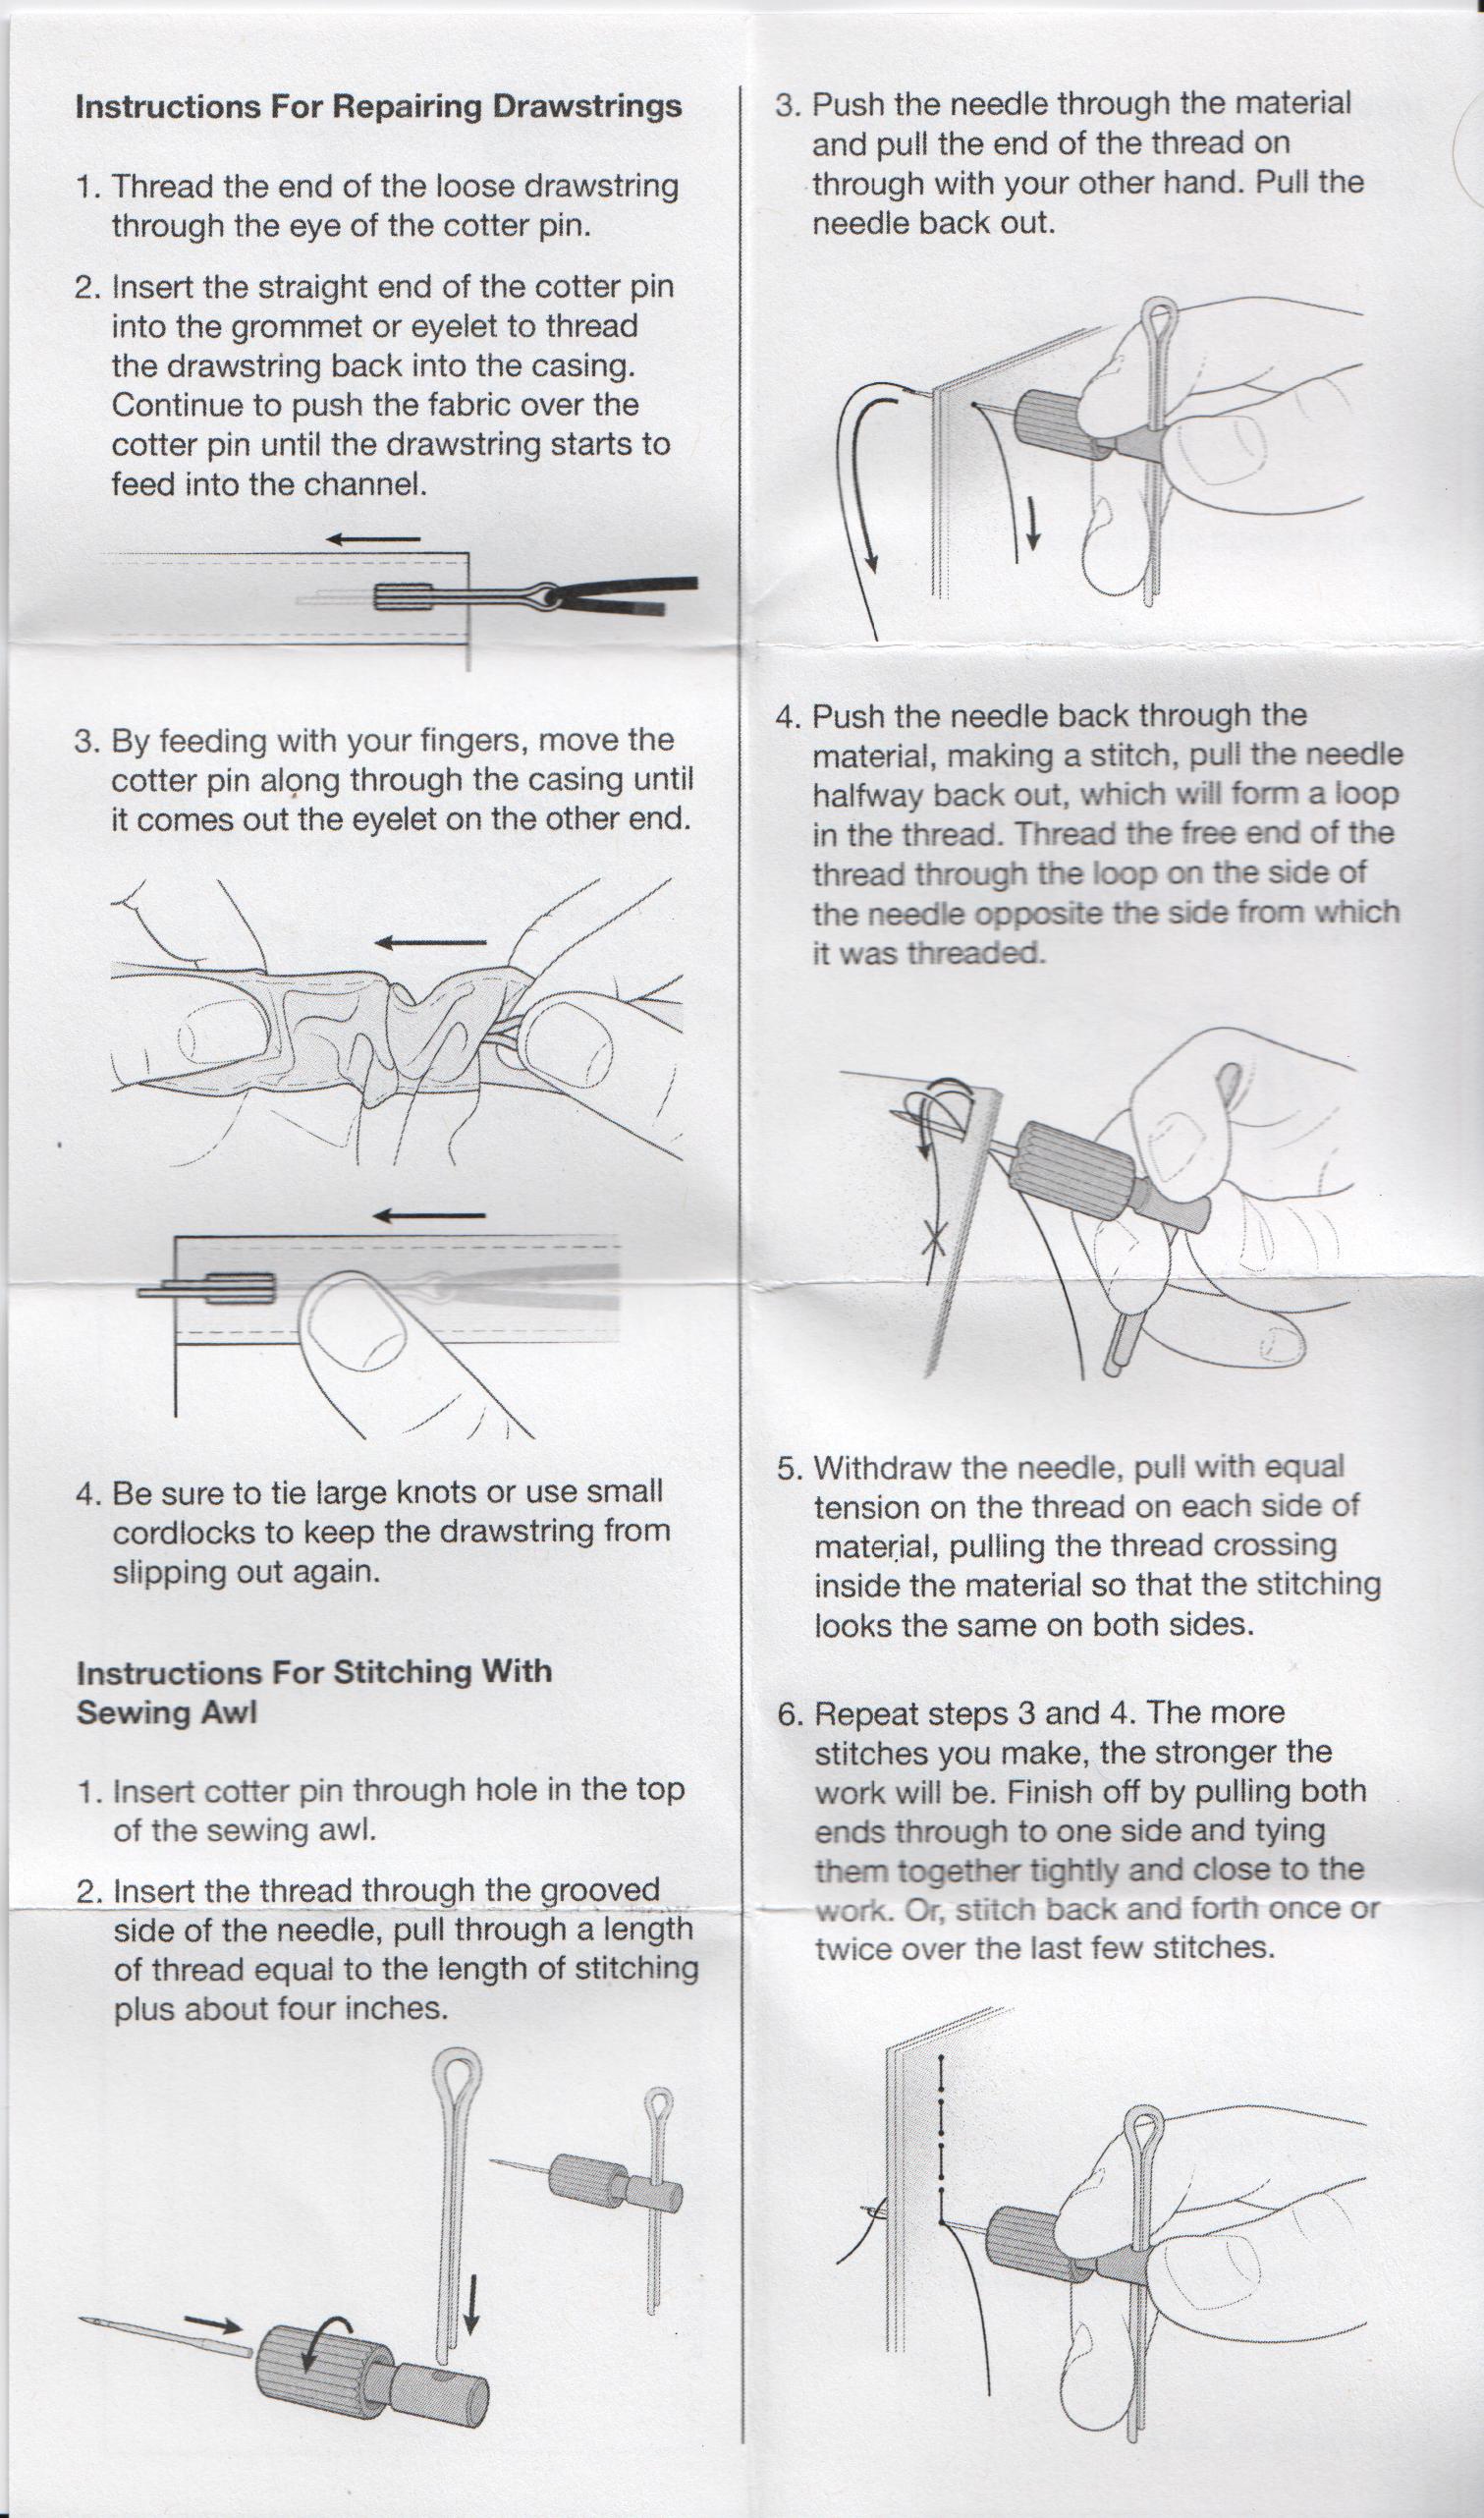 Instructions For Repairing Drawstrings
1. Thread the end of the loose drawstring
through the eye of the cotter pin.
2. Insert the straight end of the cotter pin
into the grommet or eyelet to thread
the drawstring back into the casing.
Continue to push the fabric over the
cotter pin until the drawstring starts to
feed into the channel.
3. By feeding with your fingers, move the
cotter pin along through the casing until
it comes out the eyelet on the other end.
4. Be sure to tie large knots or use small
cordlocks to keep the drawstring from
slipping out again.
Instructions For Stitching With
Sewing Awl
1. Insert cotter pin through hole in the top
of the sewing awl.
2. Insert the thread through the grooved
side of the needle, pull through a length
of thread equal to the length of stitching
plus about four inches.
3. Push the needle through the material
and pull the end of the thread on
through with your other hand. Pull the
needle back out.
4. Push the needle back through the
material, making a stitch, pull the needle
halfway back out, which will form a loop
in the thread. Thread the free end of the
thread through the loop on the side of
the needle opposite the side from which
it was threaded.
5. Withdraw the needle, pull with equal
tension on the thread on each side of
material, pulling the thread crossing
inside the material so that the stitching
looks the same on both sides.
6. Repeat steps 3 and 4. The more
stitches you make, the stronger the
work will be. Finish off by pulling both
ends through to one side and tying
them together tightly and close to the
work. Or, stitch back and forth once or
twice over the last few stitches.